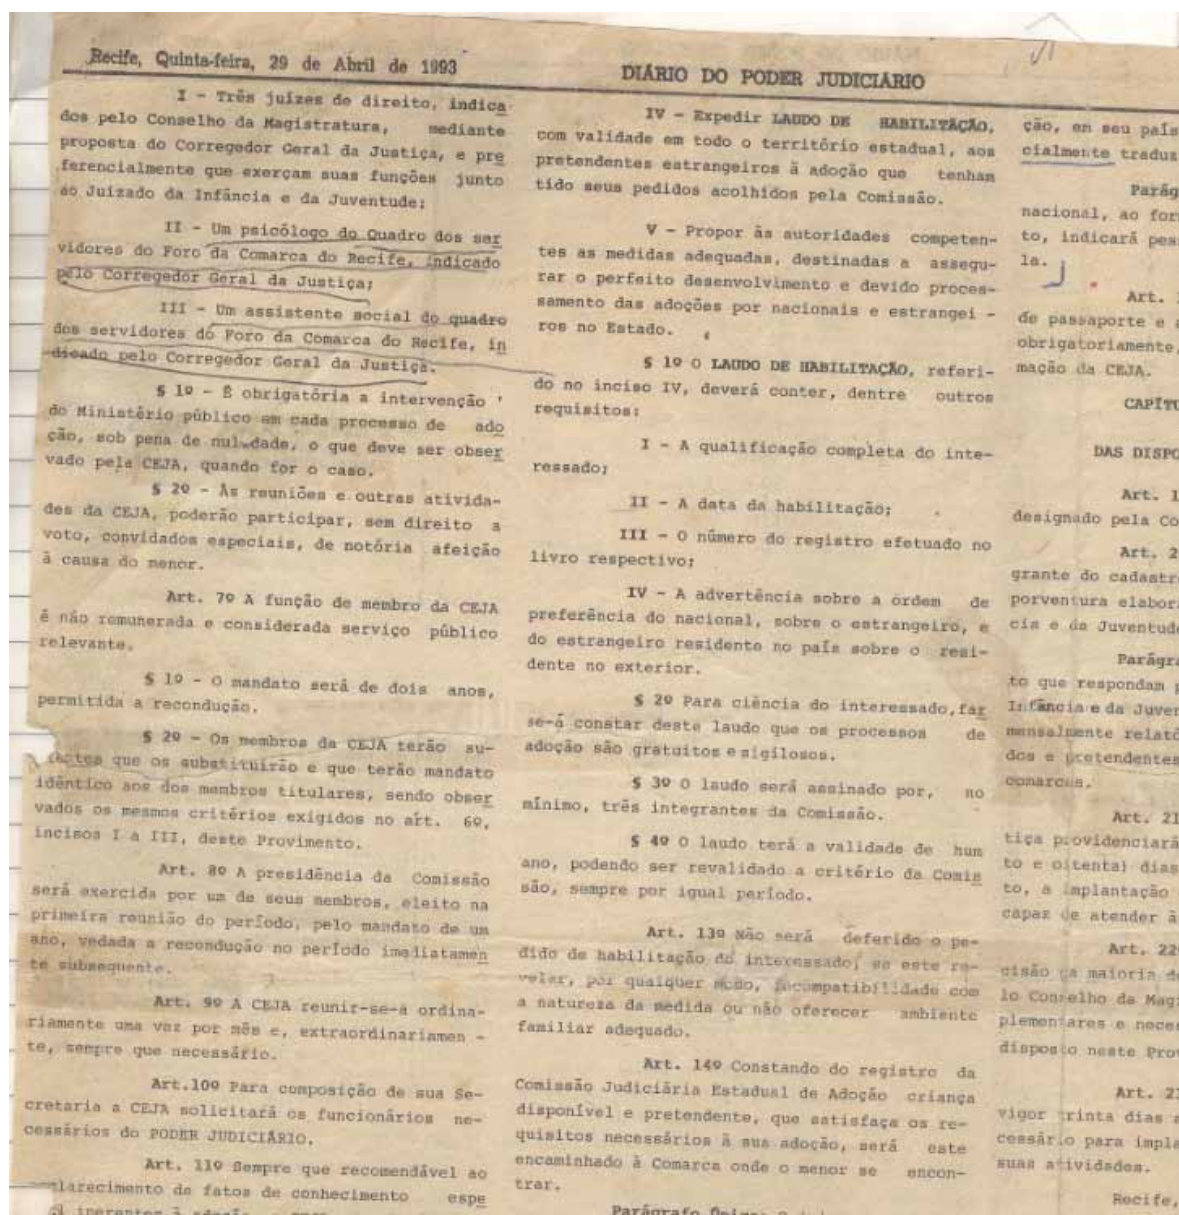 Recife, Quinta-feira, 29 de Abril de 1993
DIÁRIO DO PODER JUDICIÁRIO
I - Três juízes de direito, indica
dos pelo Conselho da Magistratura, mediante
proposta do Corregedor Geral da Justiça, e pre
ferencialmente que exerçam suas funções junto
ao Juizado da Infância e da Juventude;
II - Um psicólogo do Quadro dos ser
vidores do Foro da Comarca do Recife, indicado
pelo Corregedor Geral da Justiça;
III - Um assistente social do quadro
dos servidores do Foro da Comarca do Recife, in
dicado pelo Corregedor Geral da Justiça.
§ 1º - É obrigatória a intervenção '
do Ministério público em cada processo de ado
ção, sob pena de nulidade, o que deve ser obser
vado pela CEJA, quando for o caso.
§ 2º - Às reuniões e outras ativida-
des da CEJA, poderão participar, sem direito a
voto, convidados especiais, de notória afeição
à causa do menor.
Art. 7º A função de membro da CEJA
é não remunerada e considerada serviço público
relevante.
§ 1º - O mandato será de dois anos,
permitida a recondução.
§ 2º - Os membros da CEJA terão su-
que os substituirão e que terão mandato
idêntico aos dos membros titulares, sendo obser
vados os mesmos critérios exigidos no art. 6º,
incisos I a III, deste Provimento.
Art. 8º A presidência da Comissão
será exercida por um de seus membros, eleito na
primeira reunião do período, pelo mandato de um
ano, vedada a recondução no período imediatamen
te subsequente.
Art. 9º A CEJA reunir-se-á ordina-
riamente uma vez por mês e, extraordinariamen -
te, sempre que necessário.
Art.10º Para composição de sua Se-
cretaria a CEJA solicitará os funcionários ne-
cessários do PODER JUDICIÁRIO.
Art. 11º Sempre que recomendável ao
de fatos de conhecimento espe
IV - Expedir LAUDO DE HABILITAÇÃO,
com validade em todo o território estadual, aos
pretendentes estrangeiros à adoção que tenham
tido seus pedidos acolhidos pela Comissão.
V - Propor às autoridades competen-
tes as medidas adequadas, destinadas a assegu-
rar o perfeito desenvolvimento e devido proces-
samento das adoções por nacionais e estrangei -
ros no Estado.
§ 1º O LAUDO DE HABILITAÇÃO, referi-
do no inciso IV, deverá conter, dentre outros
requisitos:
I - A qualificação completa do inte-
ressado;
II - A data da habilitação;
III - O número do registro efetuado no
livro respectivo;
IV - A advertência sobre a ordem de
preferência do nacional, sobre o estrangeiro, e
do estrangeiro residente no país sobre o resi-
dente no exterior.
§ 2º Para ciência do interessado,far
se-á constar deste laudo que os processos de
adoção são gratuitos e sigilosos.
§ 3º O laudo será assinado por, no
mínimo, três integrantes da Comissão.
§ 4º O laudo terá a validade de hum
ano, podendo ser revalidado a critério da Comis
são, sempre por igual período.
Art. 13º Não será deferido o pe-
dido de habilitação do interessado, se este re-
velar, por qualquer modo, incompatibilidade com
a natureza da medida ou não oferecer ambiente
familiar adequado.
Art. 14º Constando do registro da
Comissão Judiciária Estadual de Adoção criança
disponível e pretendente, que satisfaça os re-
quisitos necessários à sua adoção, será este
encaminhado à Comarca onde o menor se encon-
trar.
Parágrafo Único:
ção, em seu país
cialmente traduz
Parág
nacional, ao for
to, indicará pes
la.
Art. 1
de passaporte e a
obrigatoriamente,
mação da CEJA.
CAPÍTU
DAS DISPO
Art. 1
designado pela Co
Art. 2
grante do cadastr
porventura elabor
cia e da Juventud
Parágra
to que respondam p
Infância e da Juven
mensalmente relató
dos e pretendentes
comarcas.
Art. 21
tiça providenciará
to e oitenta) dias
to, a implantação
capaz de atender à
Art. 22º
cisão da maioria d
lo Conselho da Mag
plementares e neces
disposto neste Prov
Art. 23
vigor trinta dias a
cessário para impla
suas atividades.
Recife,